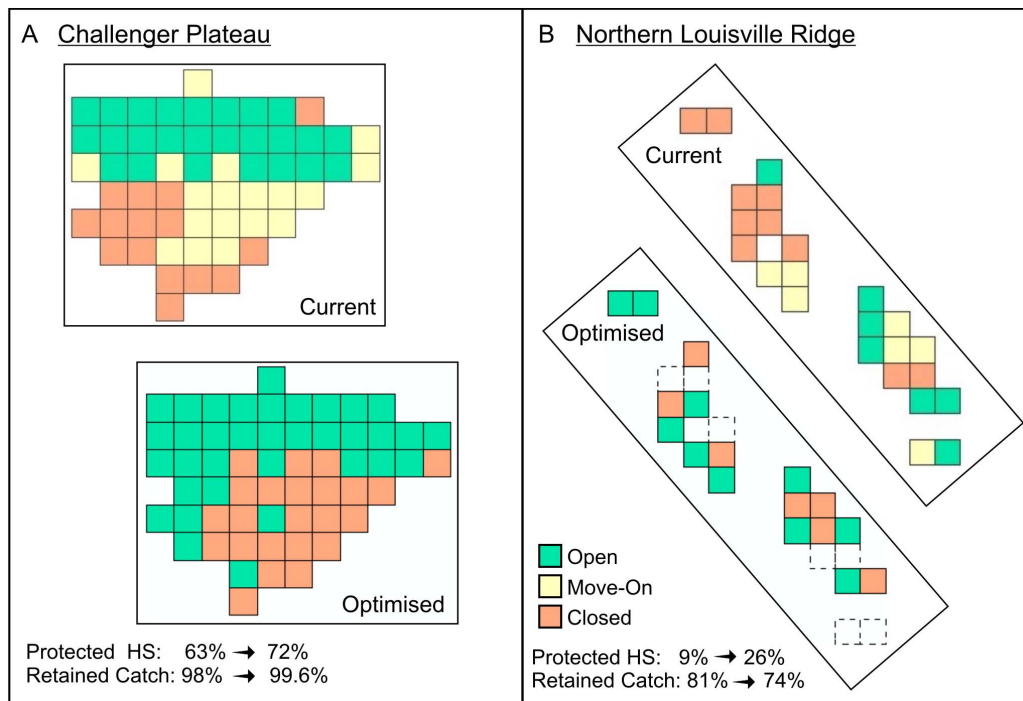 A Challenger Plateau
Current
Optimised
Protected HS: 63% → 72%
Retained Catch: 98% → 99.6%
B Northern Louisville Ridge
Current
Optimised
Open
Move-On
Closed
Protected HS: 9% → 26%
Retained Catch: 81% → 74%